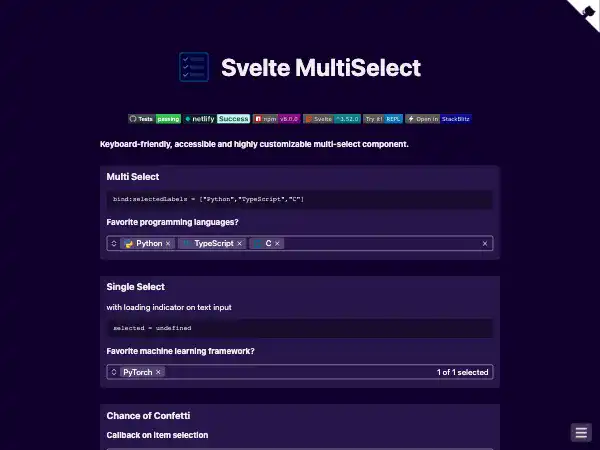 Svelte MultiSelect
Tests passing netlify Success npm v8.0.0 Svelte ^3.52.0 Try it! REPL Open in StackBlitz
Keyboard-friendly, accessible and highly customizable multi-select component.
Multi Select
bind:selectedLabels = ["Python","TypeScript","C"]
Favorite programming languages?
Python × TypeScript × C × ×
Single Select
with loading indicator on text input
selected = undefined
Favorite machine learning framework?
PyTorch × 1 of 1 selected
Chance of Confetti
Callback on item selection